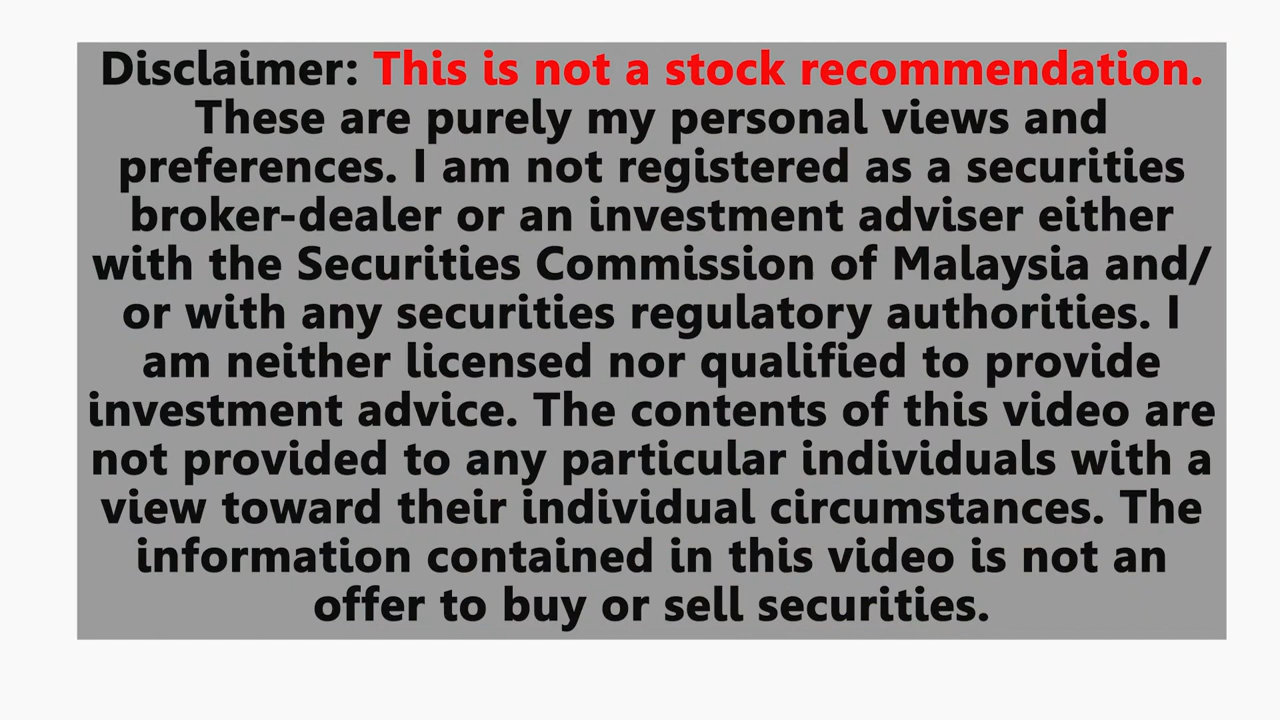 Disclaimer: This is not a stock recommendation.
These are purely my personal views and
preferences. I am not registered as a securities
broker-dealer or an investment adviser either
with the Securities Commission of Malaysia and/
or with any securities regulatory authorities. I
am neither licensed nor qualified to provide
investment advice. The contents of this video are
not provided to any particular individuals with a
view toward their individual circumstances. The
information contained in this video is not an
offer to buy or sell securities.